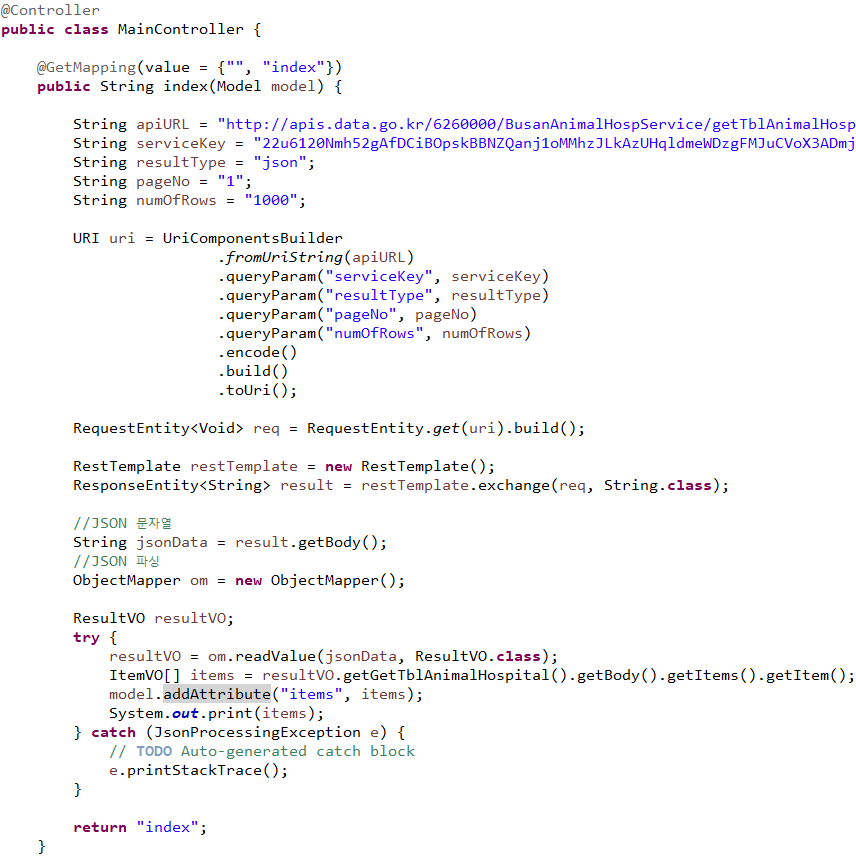 @Controller
public class MainController {
@GetMapping(value = {"", "index"})
public String index(Model model) {
String apiURL = "http://apis.data.go.kr/6260000/BusanAnimalHospService/getTblAnimalHosp
String serviceKey = "22u6120Nmh52gAfDCiBOpskBBNZQanj1oMMhzJLkAzUHqldmeWDzgFMJuCVoX3ADmj
String resultType = "json";
String pageNo = "1";
String numOfRows = "1000";
URI uri = UriComponentsBuilder
.fromUriString(apiURL)
.queryParam("serviceKey", serviceKey)
.queryParam("resultType", resultType)
.queryParam("pageNo", pageNo)
.queryParam("numOfRows", numOfRows)
.encode()
.build()
.toUri();
RequestEntity<Void> req = RequestEntity.get(uri).build();
RestTemplate restTemplate = new RestTemplate();
ResponseEntity<String> result = restTemplate.exchange(req, String.class);
//JSON 문자열
String jsonData = result.getBody();
//JSON 파싱
ObjectMapper om = new ObjectMapper();
ResultVO resultVO;
try {
resultVO = om.readValue(jsonData, ResultVO.class);
ItemVO[] items = resultVO.getGetTblAnimalHospital().getBody().getItems().getItem();
model.addAttribute("items", items);
System.out.print(items);
} catch (JsonProcessingException e) {
// TODO Auto-generated catch block
e.printStackTrace();
}
return "index";
}